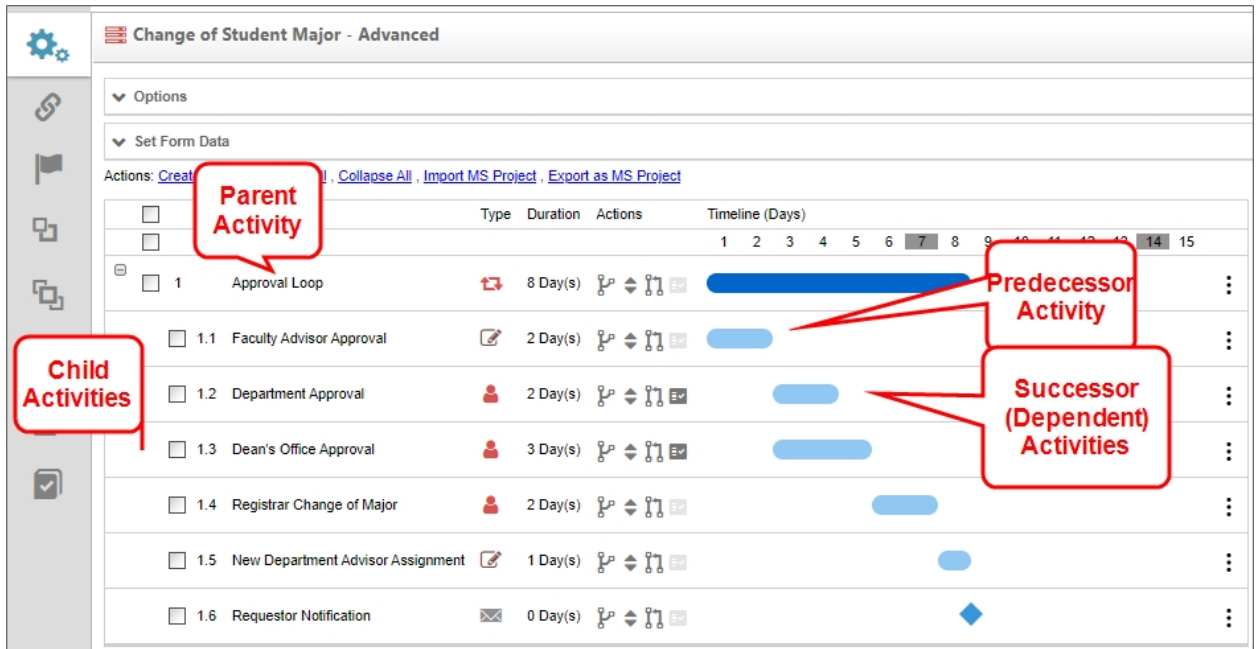 Change of Student Major - Advanced
Options
Set Form Data
Actions: Creat , Collapse All , Import MS Project , Export as MS Project
Parent
Activity
Type Duration Actions Timeline (Days)
1 2 3 4 5 6 7 8 9 10 11 12 13 14 15
1 Approval Loop 8 Day(s)
Predecessor
Activity
1.1 Faculty Advisor Approval 2 Day(s)
Child
Activities
1.2 Department Approval 2 Day(s)
Successor
(Dependent)
Activities
1.3 Dean's Office Approval 3 Day(s)
1.4 Registrar Change of Major 2 Day(s)
1.5 New Department Advisor Assignment 1 Day(s)
1.6 Requestor Notification 0 Day(s)